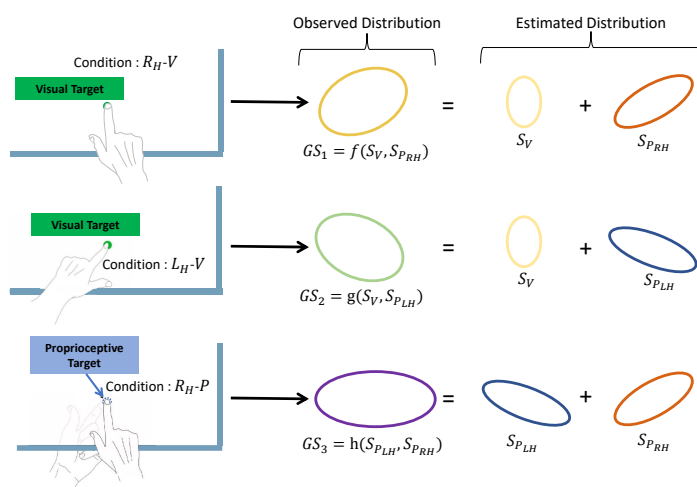 Observed Distribution
Estimated Distribution
Condition : R_H-V
Visual Target
=
+
S_V
S_{P_{RH}}
GS_1 = f(S_V, S_{P_{RH}})
Visual Target
Condition : L_H-V
=
+
S_V
S_{P_{LH}}
GS_2 = g(S_V, S_{P_{LH}})
Proprioceptive
Target
Condition : R_H-P
=
+
S_{P_{LH}}
S_{P_{RH}}
GS_3 = h(S_{P_{LH}}, S_{P_{RH}})